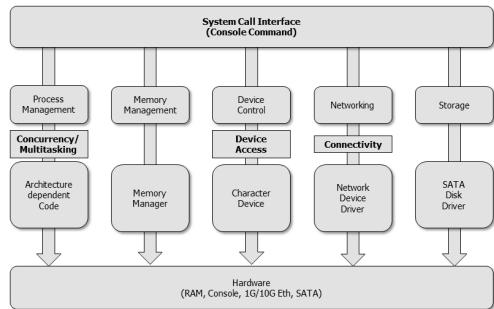 System Call Interface
(Console Command)
Process
Management
Memory
Management
Device
Control
Networking
Storage
Concurrency/
Multitasking
Device
Access
Connectivity
Architecture
dependent
Code
Memory
Manager
Character
Device
Network
Device
Driver
SATA
Disk
Driver
Hardware
(RAM, Console, 1G/10G Eth, SATA)